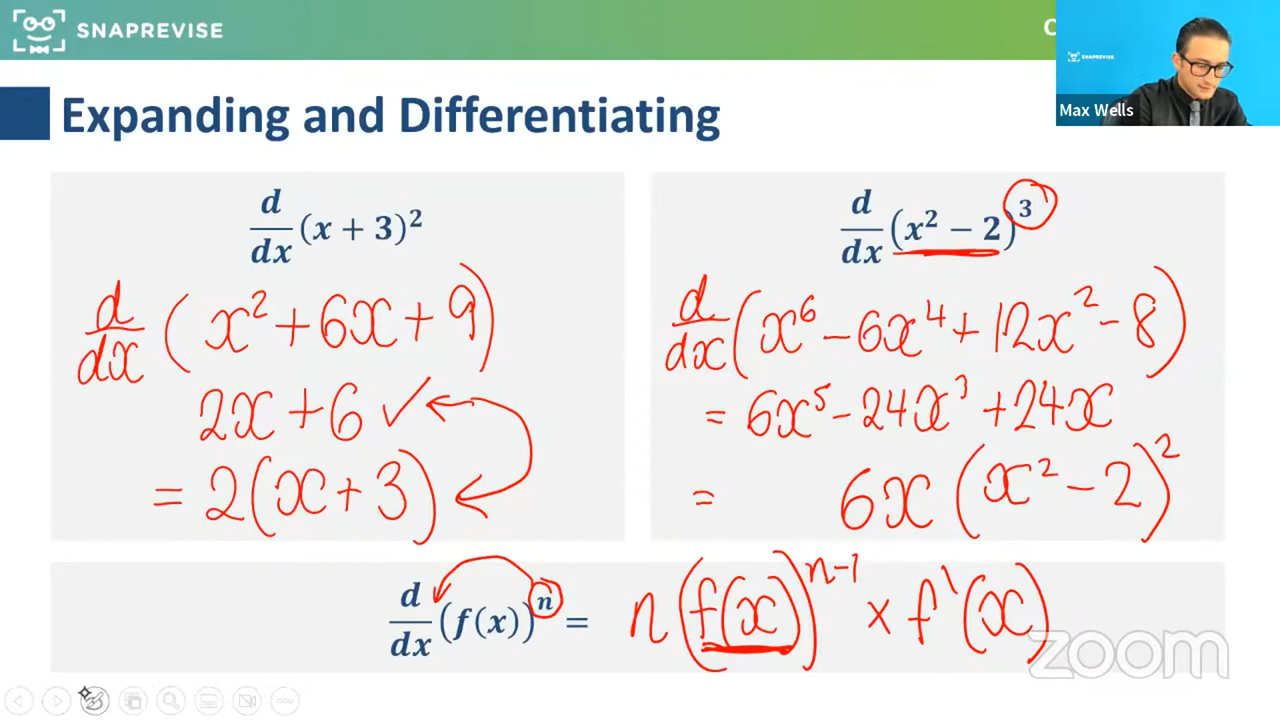 SNAPREVISE
SNAPREVISE
Max Wells
Expanding and Differentiating
d/dx (x + 3)²
d/dx (x² + 6x + 9)
2x + 6 ✓
= 2(x + 3)
d/dx (x² − 2)³
d/dx (x⁶ − 6x⁴ + 12x² − 8)
= 6x⁵ − 24x³ + 24x
= 6x (x² − 2)²
d/dx (f(x))ⁿ = n(f(x))ⁿ⁻¹ × f'(x)
zoom